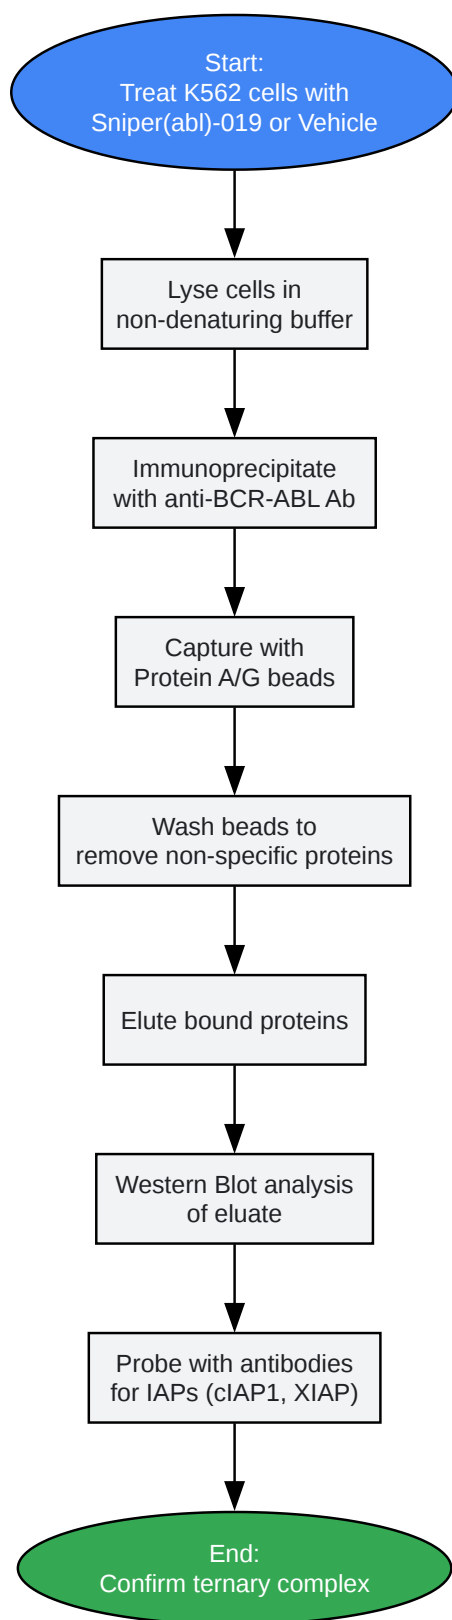 Start:
Treat K562 cells with
Sniper(abl)-019 or Vehicle
Lyse cells in
non-denaturing buffer
Immunoprecipitate
with anti-BCR-ABL Ab
Capture with
Protein A/G beads
Wash beads to
remove non-specific proteins
Elute bound proteins
Western Blot analysis
of eluate
Probe with antibodies
for IAPs (cIAP1, XIAP)
End:
Confirm ternary complex